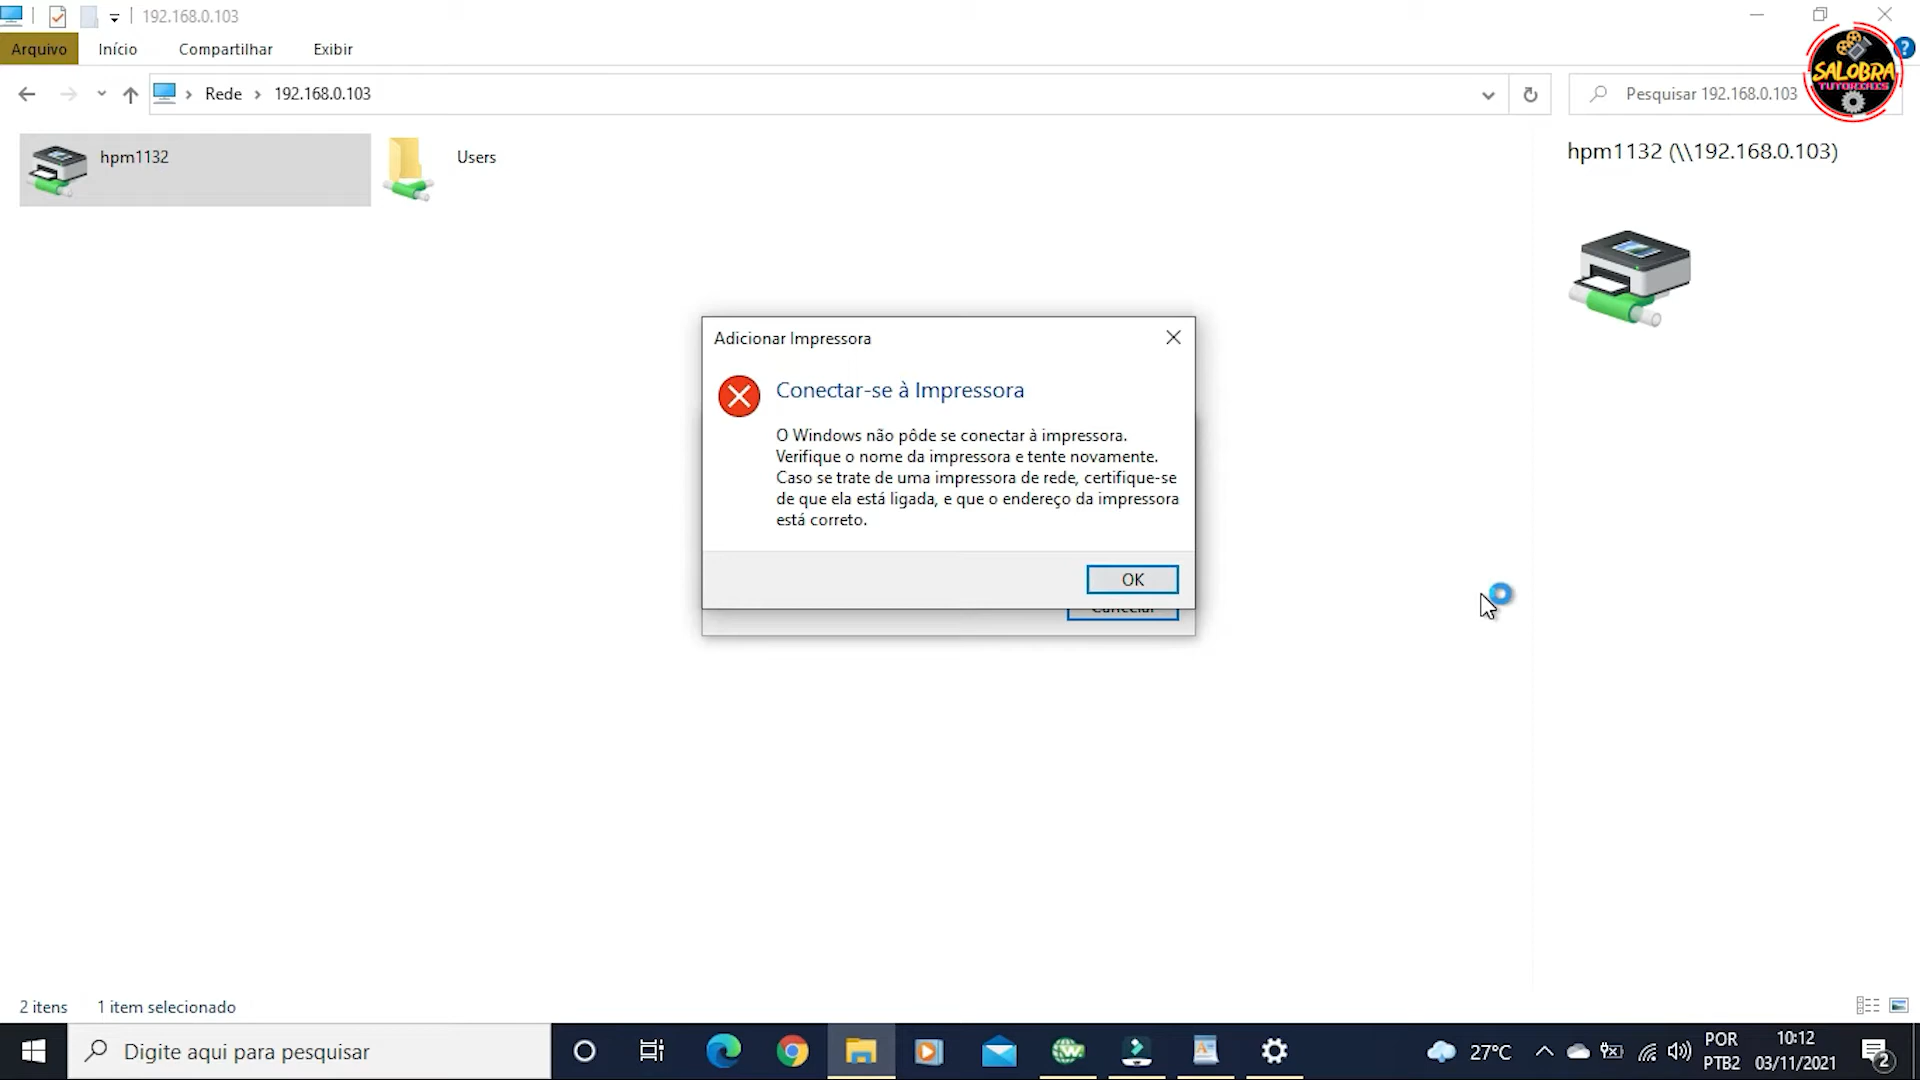 192.168.0.103
Arquivo Início Compartilhar Exibir
Rede 192.168.0.103
Pesquisar 192.168.0.103
SALOBRA
TUTORIAIS
hpm1132
Users
hpm1132 (\\192.168.0.103)
Adicionar Impressora
Conectar-se à Impressora
O Windows não pôde se conectar à impressora.
Verifique o nome da impressora e tente novamente.
Caso se trate de uma impressora de rede, certifique-se
de que ela está ligada, e que o endereço da impressora
está correto.
OK
Cancelar
2 itens 1 item selecionado
Digite aqui para pesquisar
27°C
POR
PTB2
10:12
03/11/2021
2